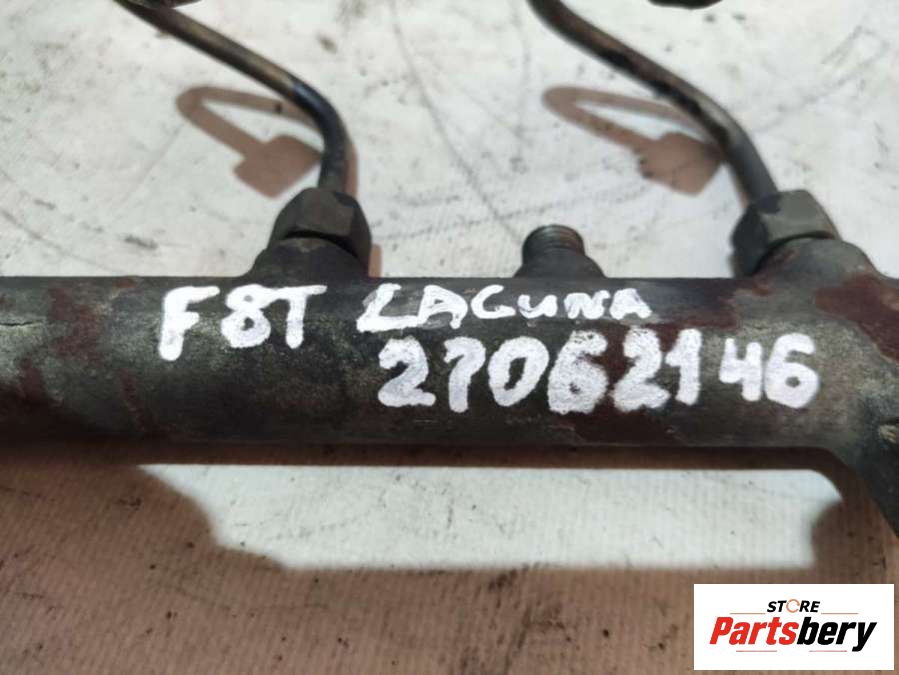 F8T LAGUNA
27062146
STORE
Partsbery